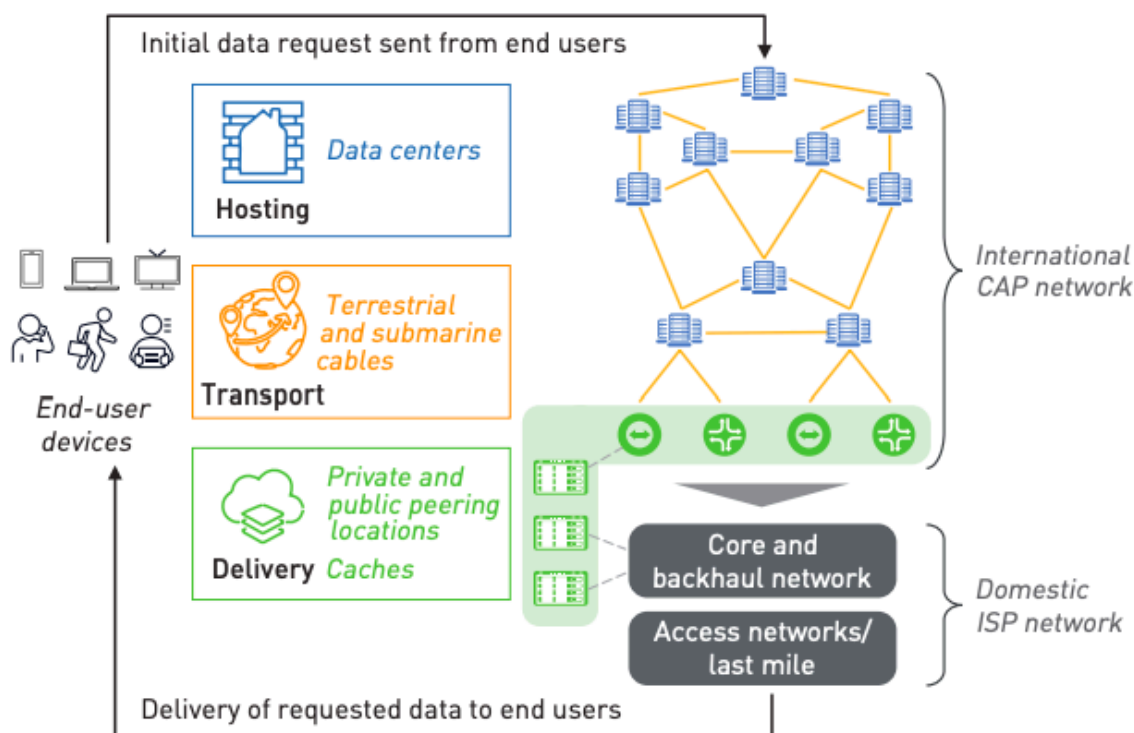 Initial data request sent from end users
Data centers
Hosting
Terrestrial
and submarine
cables
Transport
Private and
public peering
locations
Delivery
Caches
End-user
devices
International
CAP network
Core and
backhaul network
Access networks/
last mile
Domestic
ISP network
Delivery of requested data to end users